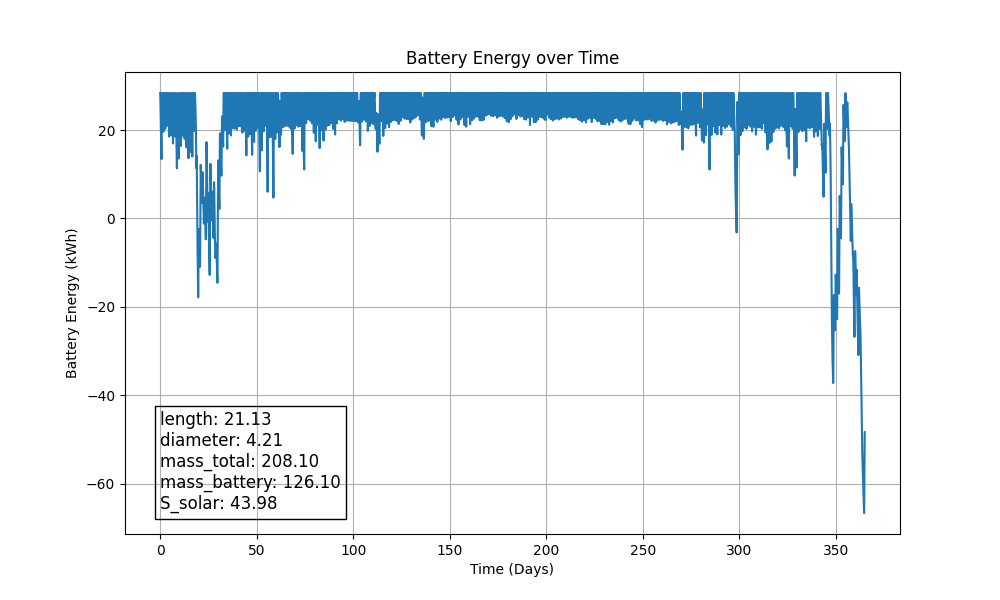 Battery Energy over Time
Battery Energy (kWh)
20
0
−20
−40
−60
length: 21.13
diameter: 4.21
mass_total: 208.10
mass_battery: 126.10
S_solar: 43.98
0 50 100 150 200 250 300 350
Time (Days)